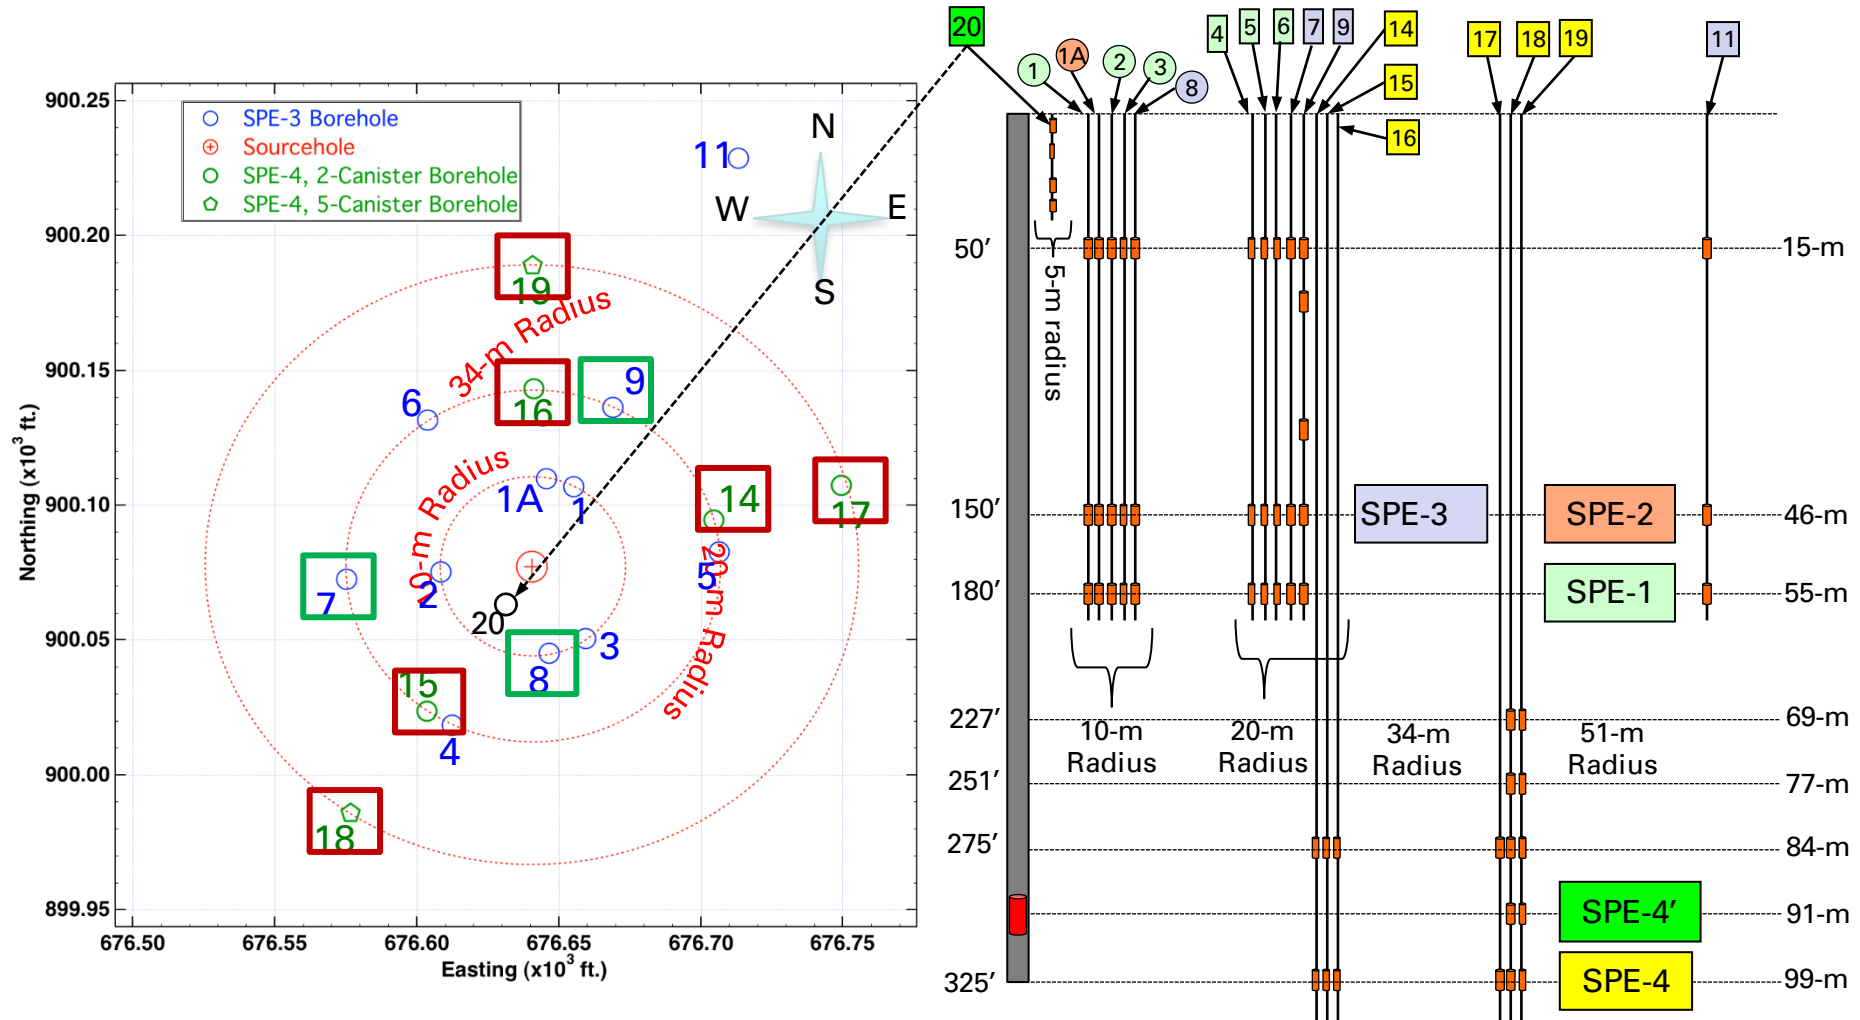 900.25
900.20
900.15
900.10
900.05
900.00
899.95
Northing (x10³ ft.)
676.50
676.55
676.60
676.65
676.70
676.75
Easting (x10³ ft.)
SPE-3 Borehole
Sourcehole
SPE-4, 2-Canister Borehole
SPE-4, 5-Canister Borehole
N
W
E
S
11
19
34-m Radius
16
9
6
10-m Radius
1A
1
14
17
5
20-m Radius
7
2
20
3
8
15
4
18
20
1
1A
2
3
8
4
5
6
7
9
14
15
16
17
18
19
11
50′
15-m
5-m radius
150′
SPE-3
SPE-2
46-m
180′
SPE-1
55-m
227′
69-m
10-m
Radius
20-m
Radius
34-m
Radius
51-m
Radius
251′
77-m
275′
84-m
SPE-4′
91-m
325′
SPE-4
99-m